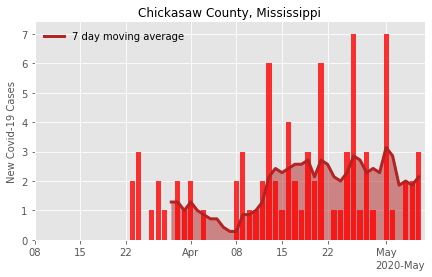 Chickasaw County, Mississippi
7 day moving average
New Covid-19 Cases
7
6
5
4
3
2
1
0
08
15
22
Apr
08
15
22
May
2020-May